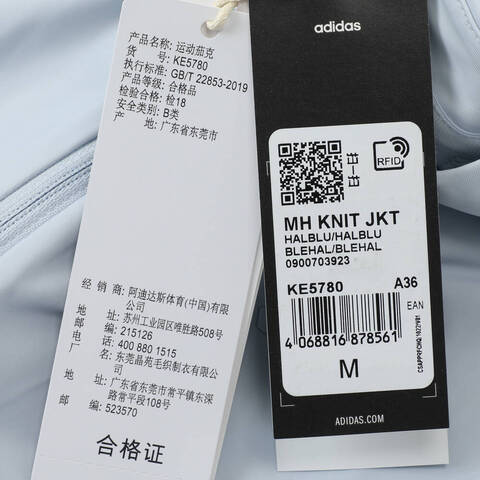 产品名称: 运动茄克
货 号: KE5780
执行标准: GB/T 22853-2019
产品等级: 合格品
检验合格: 检18
安全类别: B类
产 地: 广东省东莞市
经 销 商: 阿迪达斯体育(中国)有限
公司
地 址: 苏州工业园区唯胜路508号
邮 编: 215126
电 话: 400 880 1515
厂 商: 东莞晶苑毛织制衣有限公司
地 址: 广东省东莞市常平镇东深
路常平段108号
邮 编: 523570
合格证
adidas
RFID
MH KNIT JKT
HALBLU/HALBLU
BLEHAL/BLEHAL
0900703923
KE5780 A36
EAN
4 068816 878561
M
ADIDAS.COM